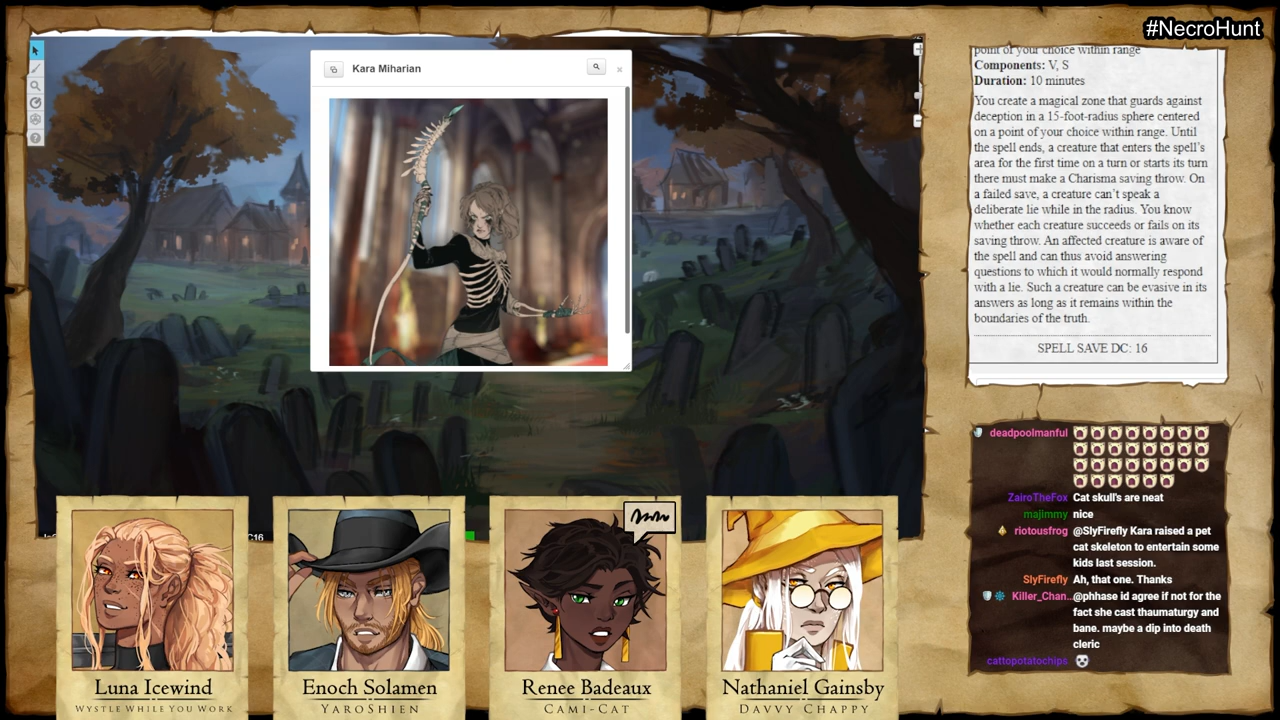 #NecroHunt
Kara Miharian
point of your choice within range
Components: V, S
Duration: 10 minutes
You create a magical zone that guards against
deception in a 15-foot-radius sphere centered
on a point of your choice within range. Until
the spell ends, a creature that enters the spell's
area for the first time on a turn or starts its turn
there must make a Charisma saving throw. On
a failed save, a creature can't speak a
deliberate lie while in the radius. You know
whether each creature succeeds or fails on its
saving throw. An affected creature is aware of
the spell and can thus avoid answering
questions to which it would normally respond
with a lie. Such a creature can be evasive in its
answers as long as it remains within the
boundaries of the truth.
SPELL SAVE DC: 16
deadpoolmanful
ZairoTheFox Cat skull's are neat
majimmy nice
riotousfrog @SlyFirefly Kara raised a pet
cat skeleton to entertain some
kids last session.
SlyFirefly Ah, that one. Thanks
Killer_Chan... @phhase id agree if not for the
fact she cast thaumaturgy and
bane. maybe a dip into death
cleric
cattopotatochips
C16
Luna Icewind
WYSTLE WHILE YOU WORK
Enoch Solamen
YAROSHIEN
Renee Badeaux
CAMI-CAT
Nathaniel Gainsby
DAVVY CHAPPY